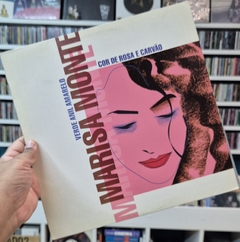 VERDE ANIL AMARELO
MARISA MONTE
COR DE ROSA E CARVÃO